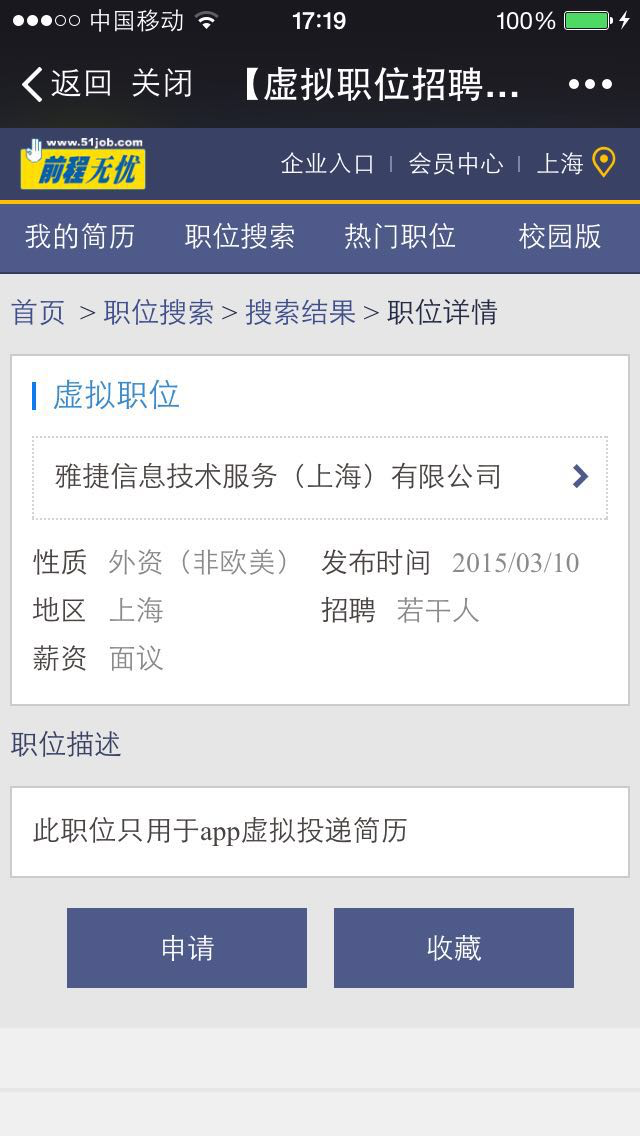 中国移动 17:19 100%
返回 关闭 【虚拟职位招聘...
www.51job.com
前程无忧 企业入口 | 会员中心 | 上海
我的简历 职位搜索 热门职位 校园版
首页 > 职位搜索 > 搜索结果 > 职位详情
虚拟职位
雅捷信息技术服务（上海）有限公司
性质 外资（非欧美） 发布时间 2015/03/10
地区 上海 招聘 若干人
薪资 面议
职位描述
此职位只用于app虚拟投递简历
申请 收藏